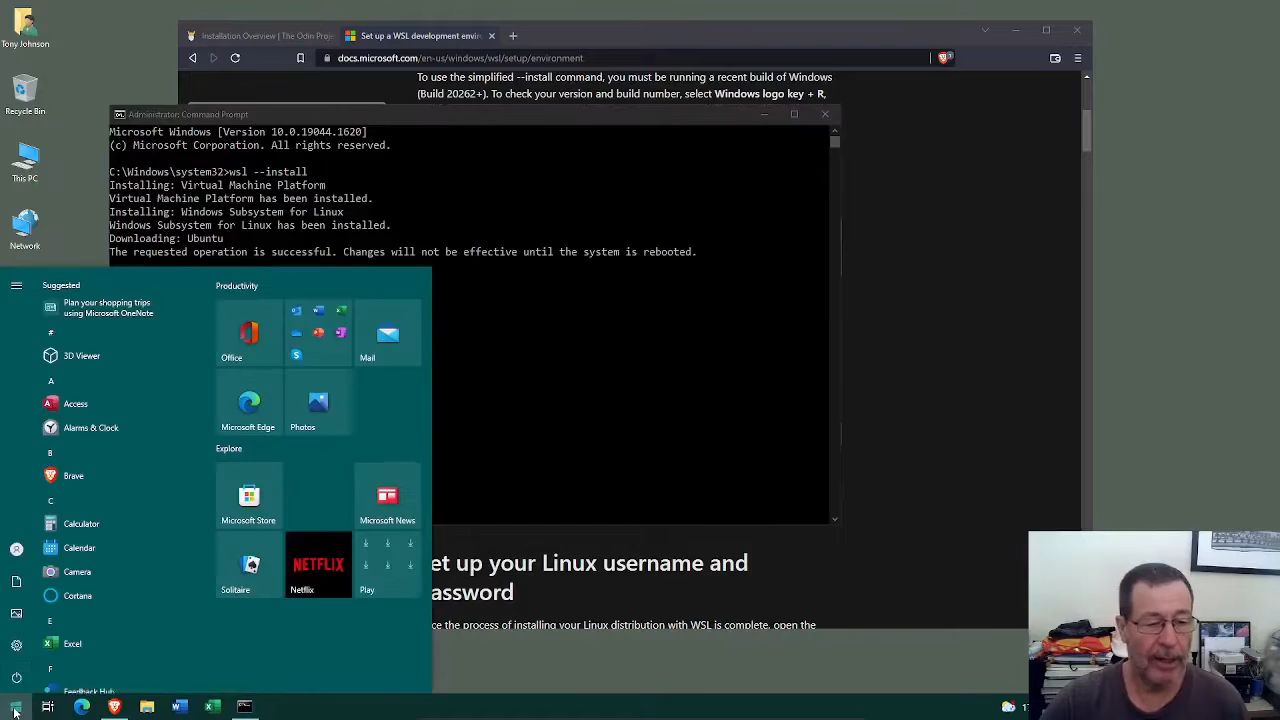 Tony Johnson
Recycle Bin
This PC
Network
Installation Overview | The Odin Proje
Set up a WSL development envir
docs.microsoft.com/en-us/windows/wsl/setup/environment
To use the simplified --install command, you must be running a recent build of Windows
(Build 20262+). To check your version and build number, select Windows logo key + R,
Administrator: Command Prompt
Microsoft Windows [Version 10.0.19044.1620]
(c) Microsoft Corporation. All rights reserved.
C:\Windows\system32>wsl --install
Installing: Virtual Machine Platform
Virtual Machine Platform has been installed.
Installing: Windows Subsystem for Linux
Windows Subsystem for Linux has been installed.
Downloading: Ubuntu
The requested operation is successful. Changes will not be effective until the system is rebooted.
Suggested
Plan your shopping trips
using Microsoft OneNote
#
3D Viewer
A
Access
Alarms & Clock
B
Brave
C
Calculator
Calendar
Camera
Cortana
E
Excel
F
Feedback Hub
Productivity
Office
Mail
Microsoft Edge
Photos
Explore
Microsoft Store
Microsoft News
Solitaire
NETFLIX
Netflix
Play
et up your Linux username and
assword
ce the process of installing your Linux distribution with WSL is complete, open the